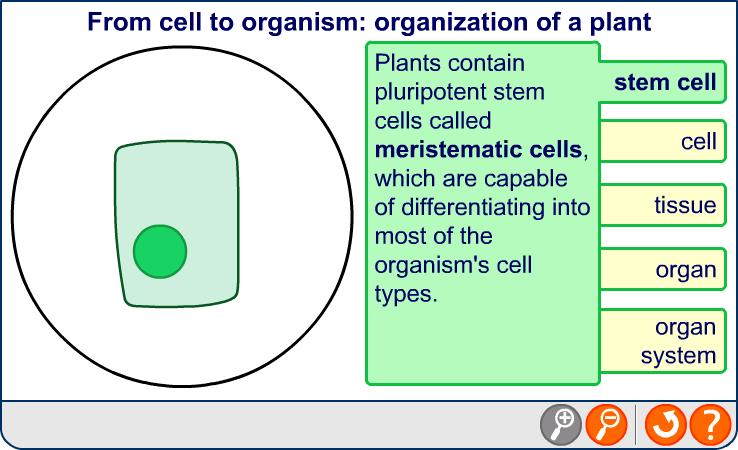 From cell to organism: organization of a plant
Plants contain
pluripotent stem
cells called
meristematic cells,
which are capable
of differentiating into
most of the
organism's cell
types.
stem cell
cell
tissue
organ
organ
system
?